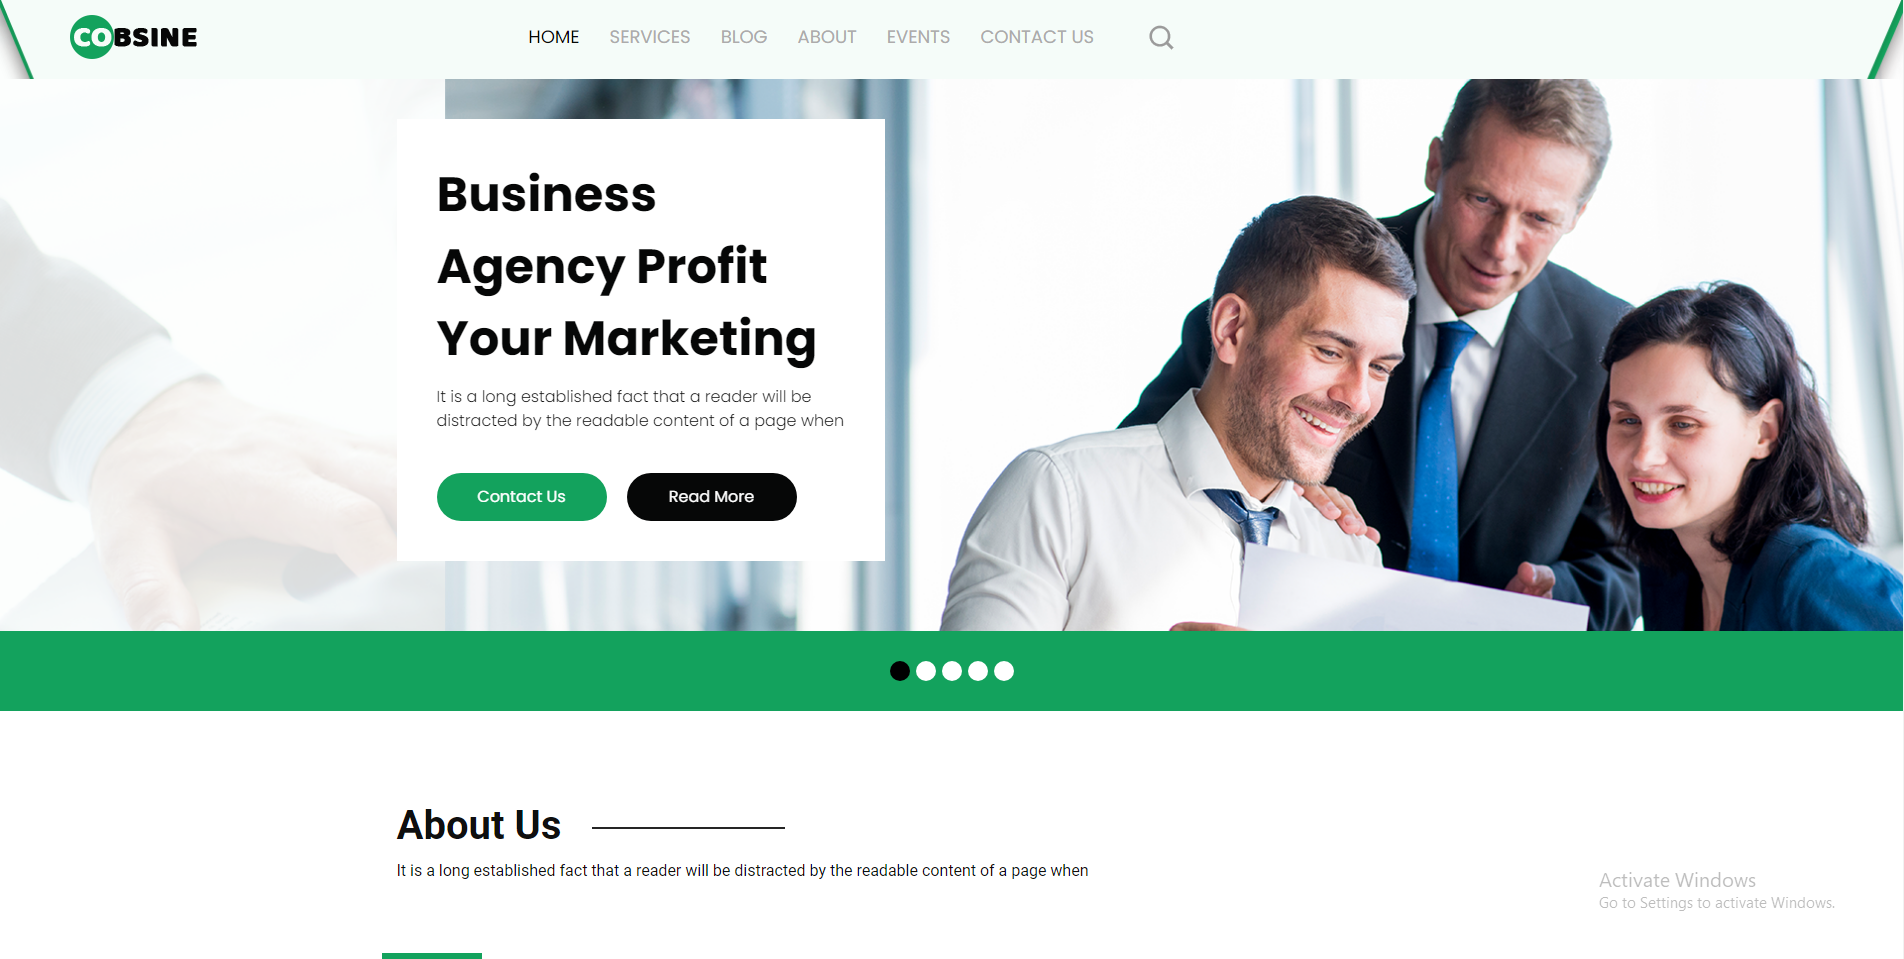 COBSINE
HOME SERVICES BLOG ABOUT EVENTS CONTACT US
Business
Agency Profit
Your Marketing
It is a long established fact that a reader will be
distracted by the readable content of a page when
Contact Us Read More
About Us
It is a long established fact that a reader will be distracted by the readable content of a page when
Activate Windows
Go to Settings to activate Windows.